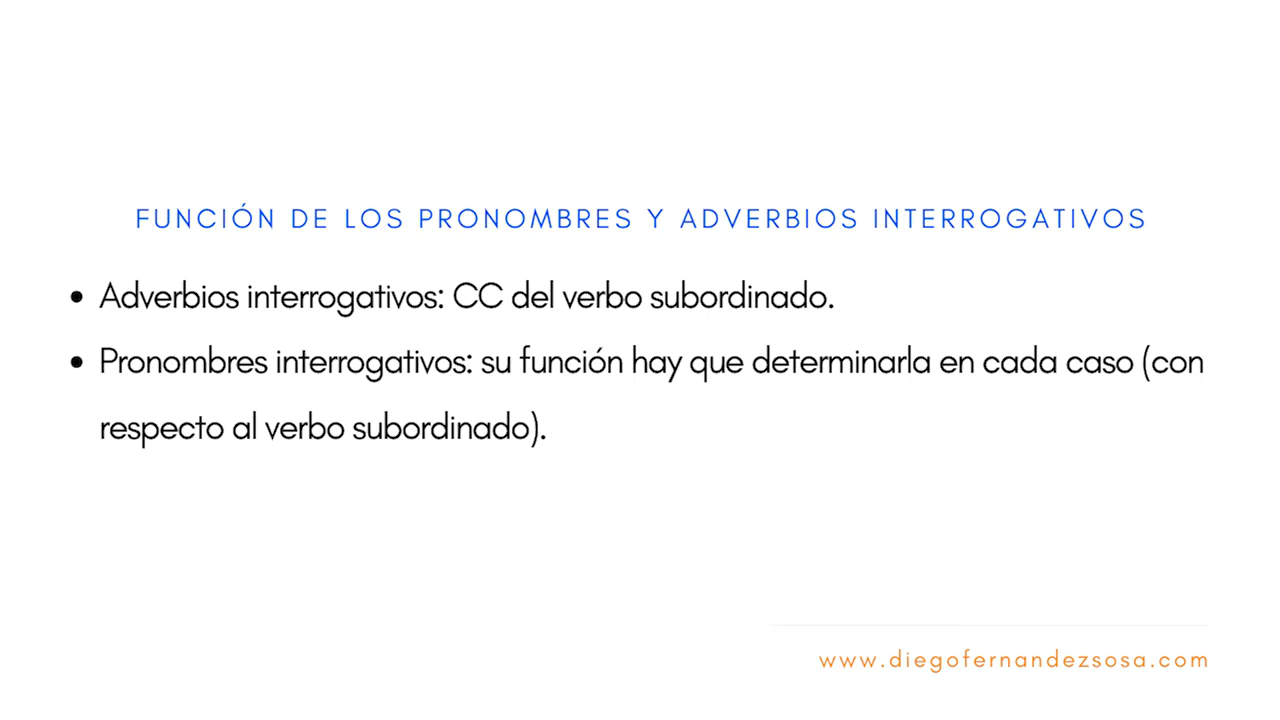 FUNCIÓN DE LOS PRONOMBRES Y ADVERBIOS INTERROGATIVOS
• Adverbios interrogativos: CC del verbo subordinado.
• Pronombres interrogativos: su función hay que determinarla en cada caso (con
respecto al verbo subordinado).
www.diegofernandezsosa.com